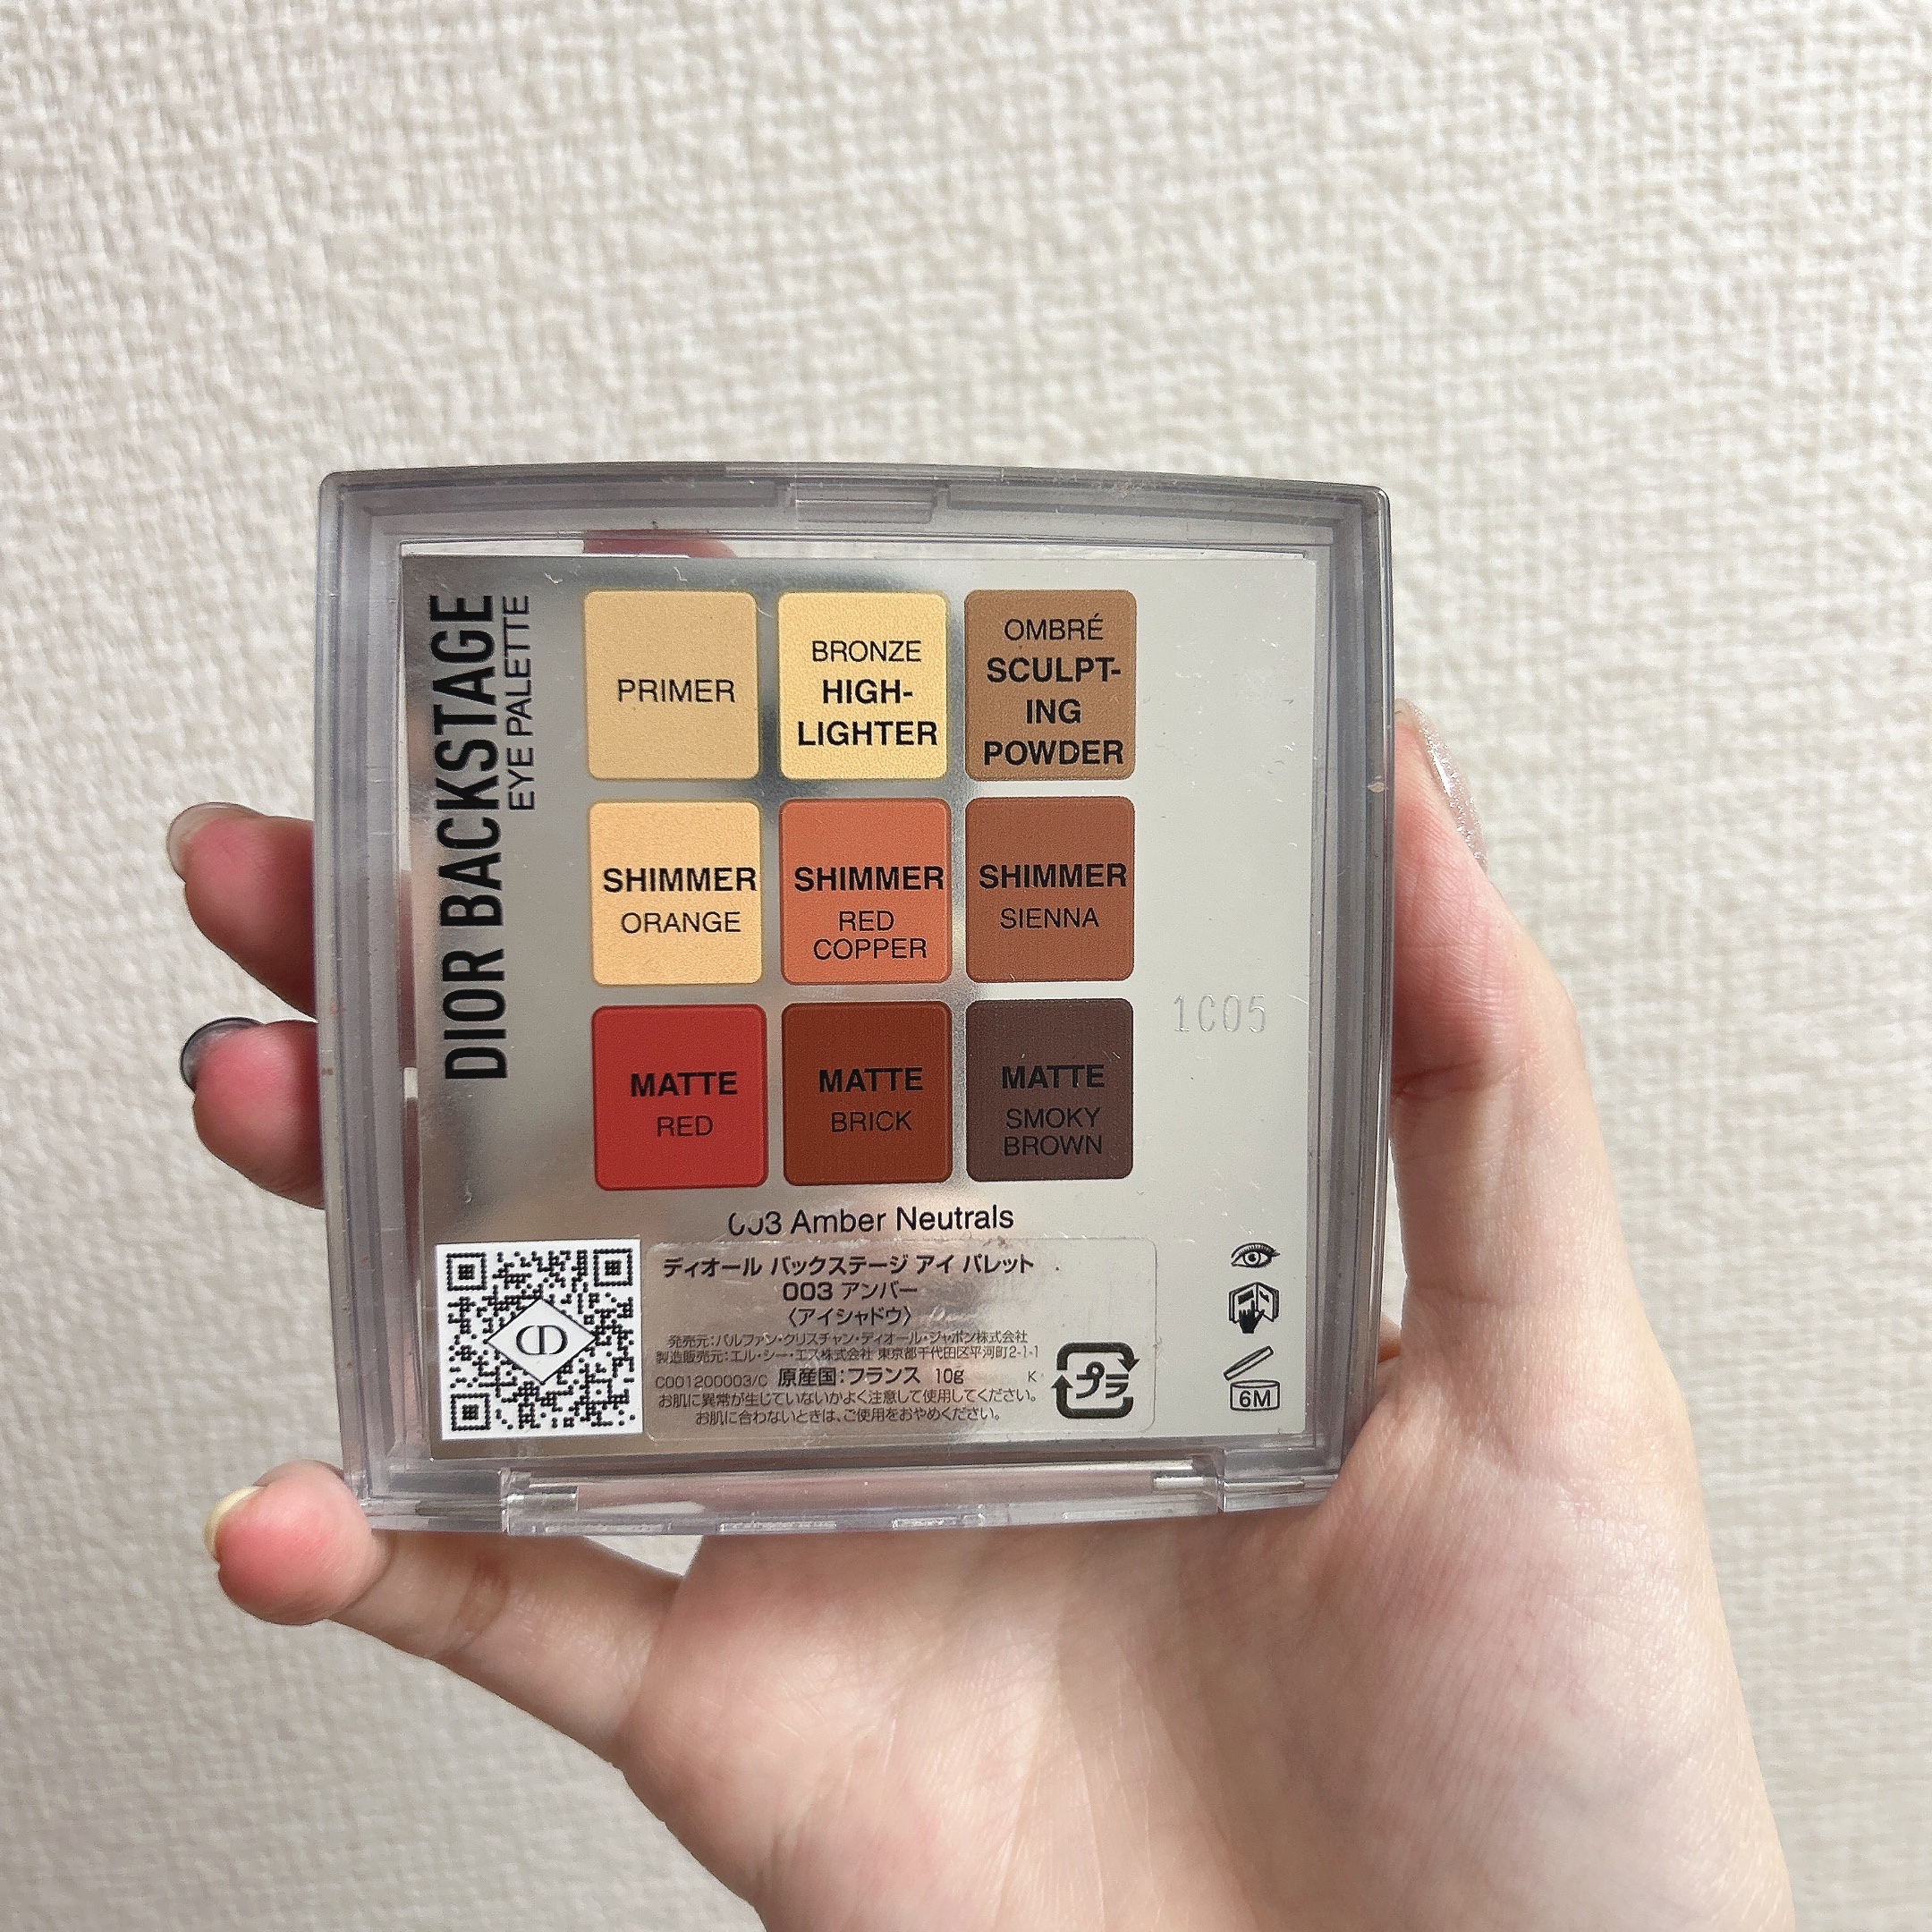 DIOR BACKSTAGE
EYE PALETTE
PRIMER
BRONZE
HIGH-
LIGHTER
OMBRÉ
SCULPT-
ING
POWDER
SHIMMER
ORANGE
SHIMMER
RED
COPPER
SHIMMER
SIENNA
1C05
MATTE
RED
MATTE
BRICK
MATTE
SMOKY
BROWN
003 Amber Neutrals
ディオール バックステージ アイ パレット
003 アンバー
〈アイシャドウ〉
発売元:パルファン・クリスチャン・ディオール・ジャポン株式会社
製造販売元:エル・シー・エス株式会社 東京都千代田区平河町2-1-1
C001200003/C 原産国:フランス 10g K
お肌に異常が生じていないかよく注意して使用してください。
お肌に合わないときは、ご使用をおやめください。
プラ
CD
6M